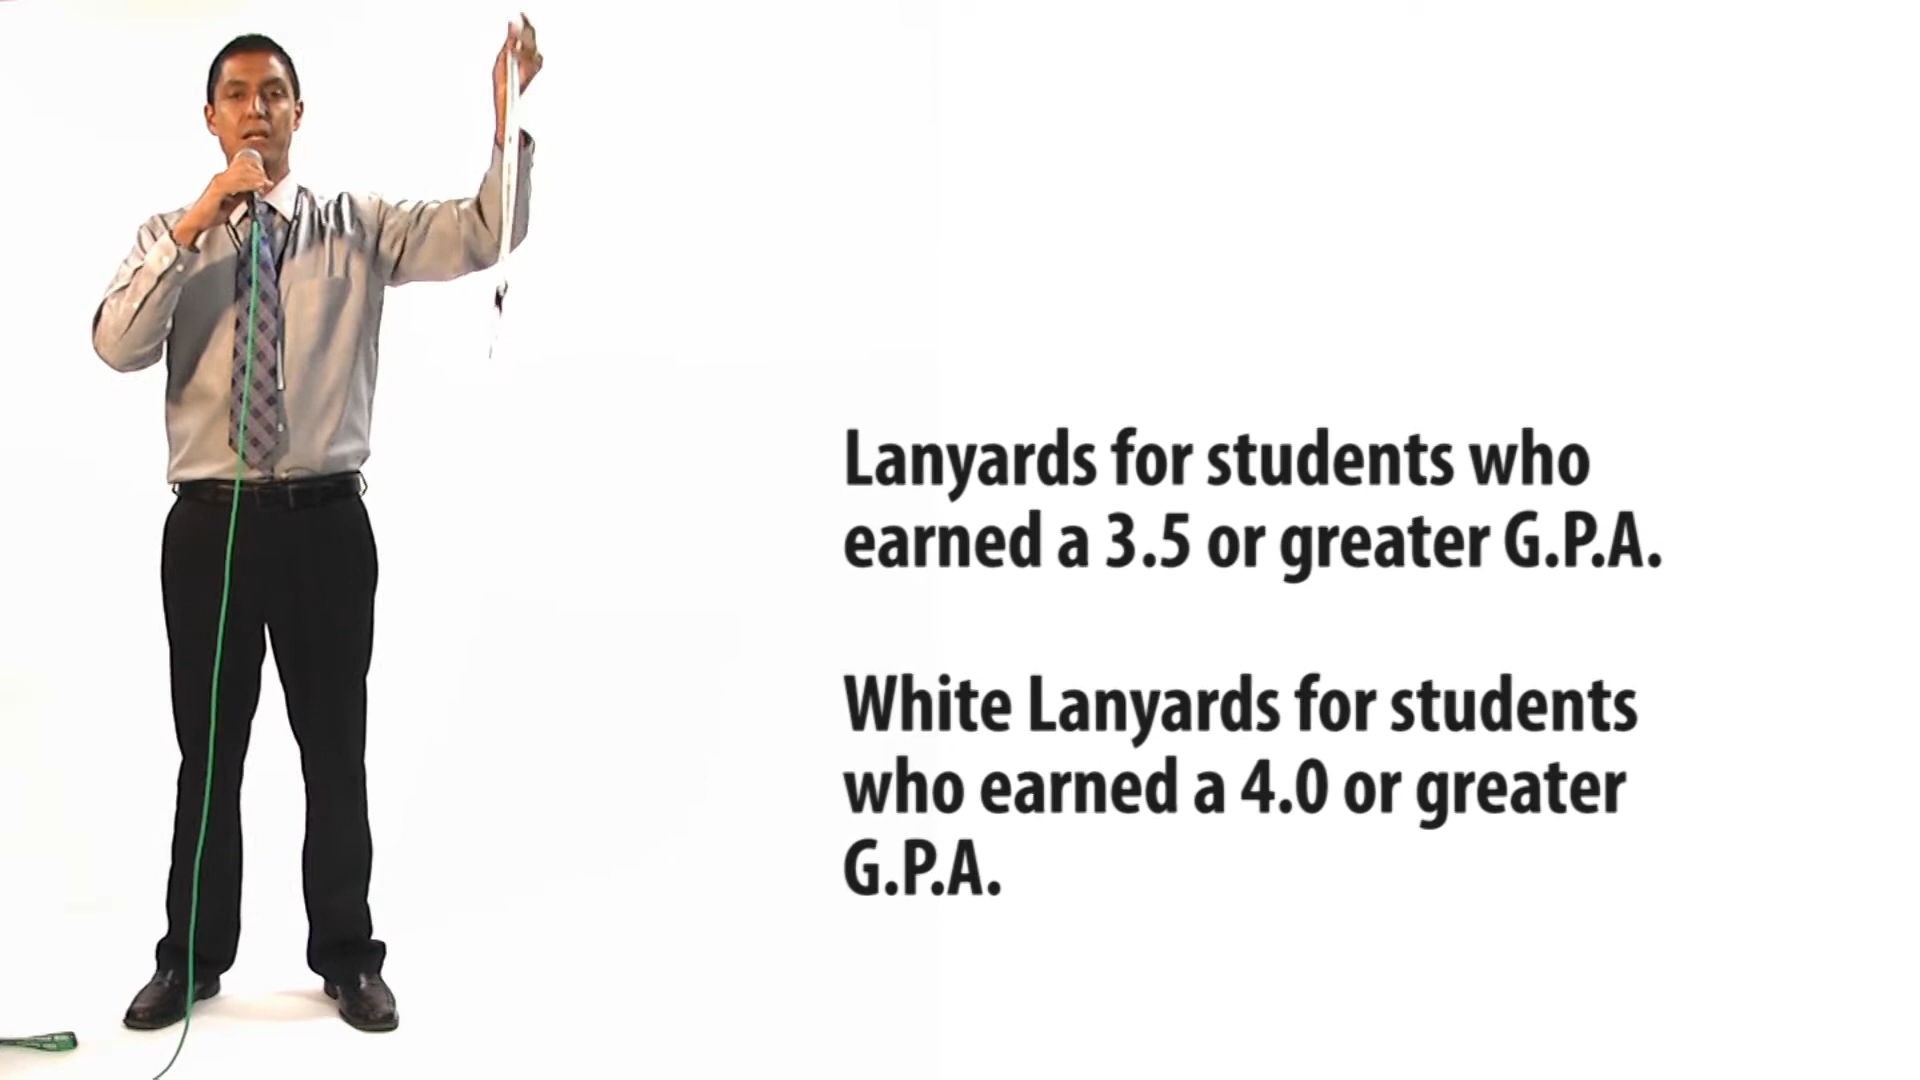 Lanyards for students who
earned a 3.5 or greater G.P.A.
White Lanyards for students
who earned a 4.0 or greater
G.P.A.